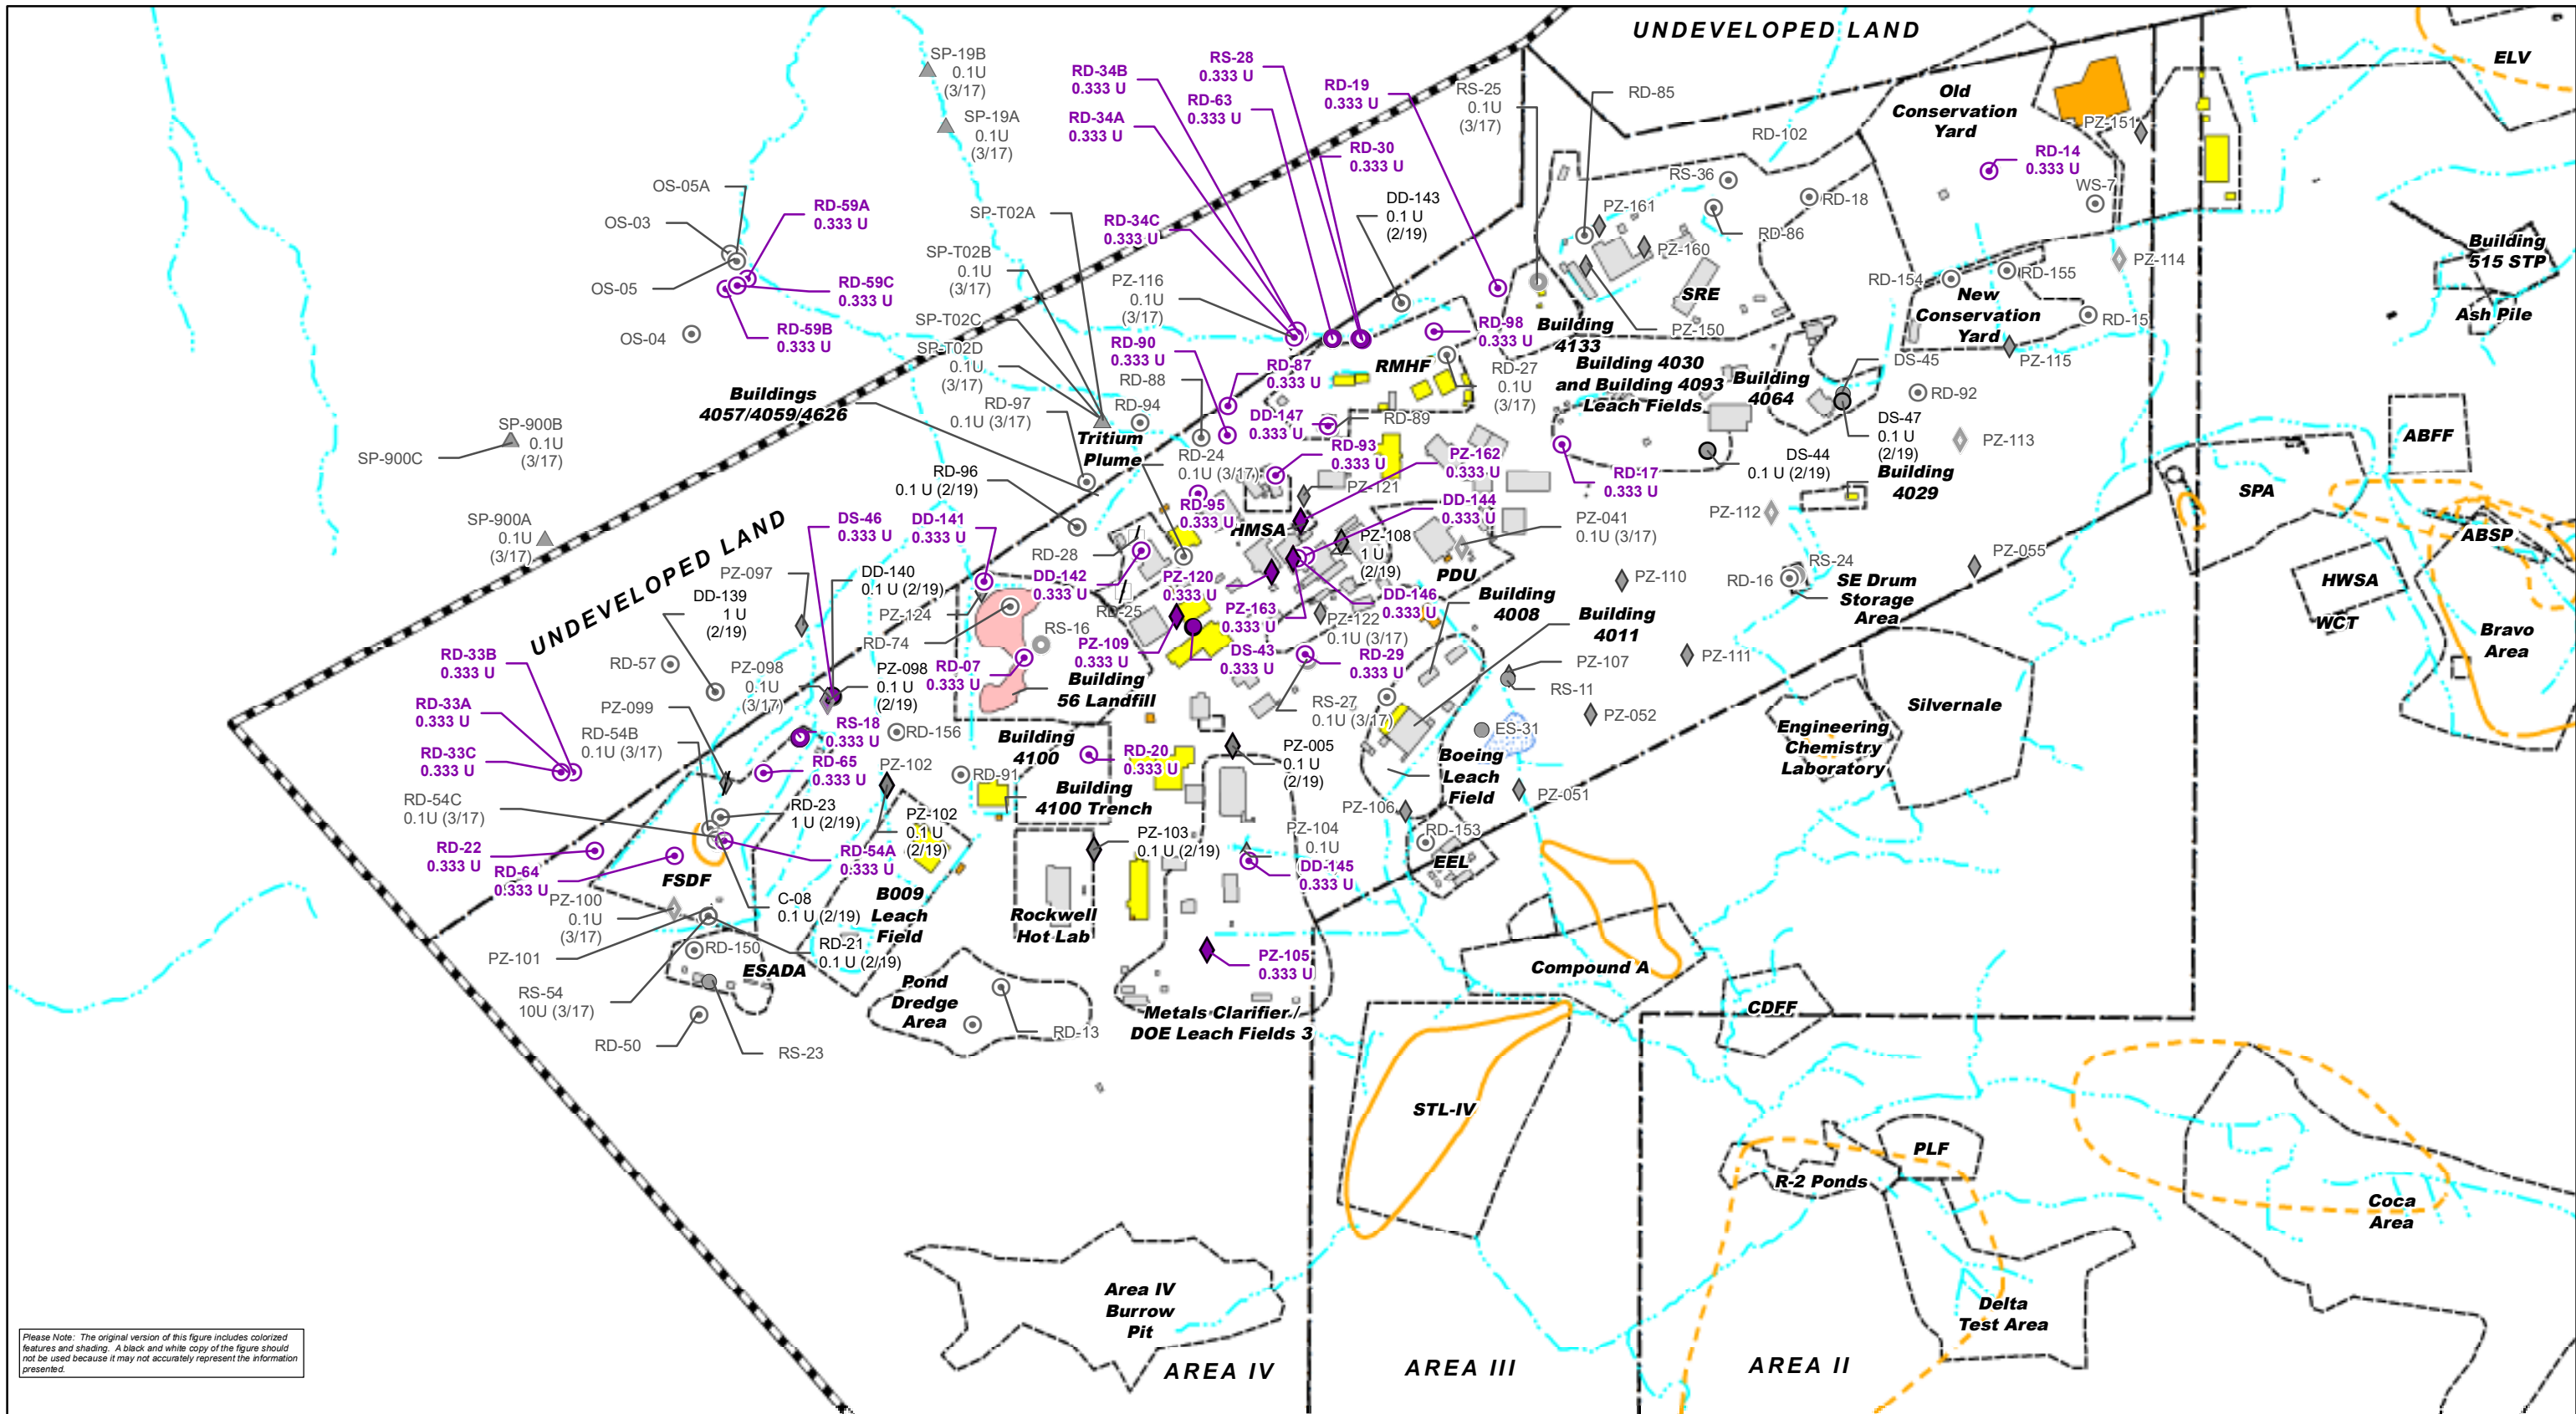 UNDEVELOPED LAND
ELV
SP-19B
0.1U
(3/17)
SP-19A
0.1U
(3/17)
RD-34B
0.333 U
RD-34A
0.333 U
RS-28
0.333 U
RD-63
0.333 U
RD-19
0.333 U
RD-30
0.333 U
RS-25
0.1U
(3/17)
RD-85
RD-102
Old
Conservation
Yard
PZ-151
RD-14
0.333 U
WS-7
RS-36
RD-18
RD-86
PZ-161
PZ-160
SRE
PZ-150
OS-05A
OS-03
OS-05
OS-04
RD-59A
0.333 U
RD-59C
0.333 U
RD-59B
0.333 U
SP-T02A
SP-T02B
0.1U
(3/17)
SP-T02C
SP-T02D
0.1U
(3/17)
RD-34C
0.333 U
PZ-116
0.1U
(3/17)
DD-143
0.1 U
(2/19)
RD-90
0.333 U
RD-88
RD-94
RD-97
0.1U (3/17)
RD-87
0.333 U
RMHF
RD-98
0.333 U
RD-27
0.1U
(3/17)
Building
4133
Building 4030
and Building 4093
Leach Fields
Building
4064
DS-45
RD-92
DS-47
0.1 U
(2/19)
DS-44
0.1 U (2/19)
Building
4029
RD-154
RD-155
New
Conservation
Yard
RD-15
PZ-115
PZ-114
PZ-113
PZ-112
Building
515 STP
Ash Pile
ABFF
SPA
ABSP
HWSA
WCT
Bravo
Area
Buildings
4057/4059/4626
Tritium
Plume
DD-147
0.333 U
RD-89
RD-93
0.333 U
RD-24
0.1U (3/17)
PZ-162
0.333 U
PZ-121
RD-95
0.333 U
HMSA
DD-144
0.333 U
RD-17
0.333 U
PZ-041
0.1U (3/17)
PZ-108
1 U
(2/19)
PDU
SP-900B
0.1U
(3/17)
SP-900C
SP-900A
0.1U
(3/17)
UNDEVELOPED LAND
RD-96
0.1 U (2/19)
DS-46
0.333 U
DD-141
0.333 U
RD-28
DD-142
0.333 U
RD-25
PZ-120
0.333 U
PZ-163
0.333 U
DD-146
0.333 U
PZ-122
0.1U (3/17)
Building
4008
Building
4011
PZ-110
RS-24
RD-16
SE Drum
Storage
Area
PZ-055
PZ-097
DD-140
0.1 U (2/19)
DD-139
1 U
(2/19)
PZ-124
RD-74
RS-16
RD-07
0.333 U
PZ-109
0.333 U
DS-43
0.333 U
RD-29
0.333 U
Building
56 Landfill
RS-27
0.1U (3/17)
PZ-107
RS-11
PZ-111
PZ-052
ES-31
RD-33B
0.333 U
RD-33A
0.333 U
RD-33C
0.333 U
RD-57
PZ-098
0.1U
(3/17)
PZ-098
0.1 U
(2/19)
PZ-099
RD-54B
0.1U (3/17)
RS-18
0.333 U
RD-156
RD-65
0.333 U
PZ-102
RD-91
Building
4100
RD-20
0.333 U
PZ-005
0.1 U
(2/19)
Building
4100 Trench
Boeing
Leach
Field
PZ-051
PZ-106
RD-153
EEL
Engineering
Chemistry
Laboratory
Silvernale
RD-54C
0.1U (3/17)
RD-22
0.333 U
RD-64
0.333 U
FSDF
RD-23
1 U (2/19)
RD-54A
0.333 U
PZ-102
0.1 U
(2/19)
PZ-103
0.1 U (2/19)
PZ-104
0.1U
DD-145
0.333 U
PZ-100
0.1U
(3/17)
C-08
0.1 U (2/19)
B009
Leach
Field
Rockwell
Hot Lab
PZ-101
RD-150
ESADA
RD-21
0.1 U (2/19)
PZ-105
0.333 U
RS-54
10U (3/17)
Pond
Dredge
Area
RD-13
RD-50
RS-23
Metals Clarifier/
DOE Leach Fields 3
Compound A
CDFF
STL-IV
PLF
R-2 Ponds
Coca
Area
Delta
Test Area
Area IV
Burrow
Pit
AREA IV
AREA III
AREA II
Please Note: The original version of this figure includes colorized
features and shading. A black and white copy of the figure should
not be used because it may not accurately represent the information
presented.